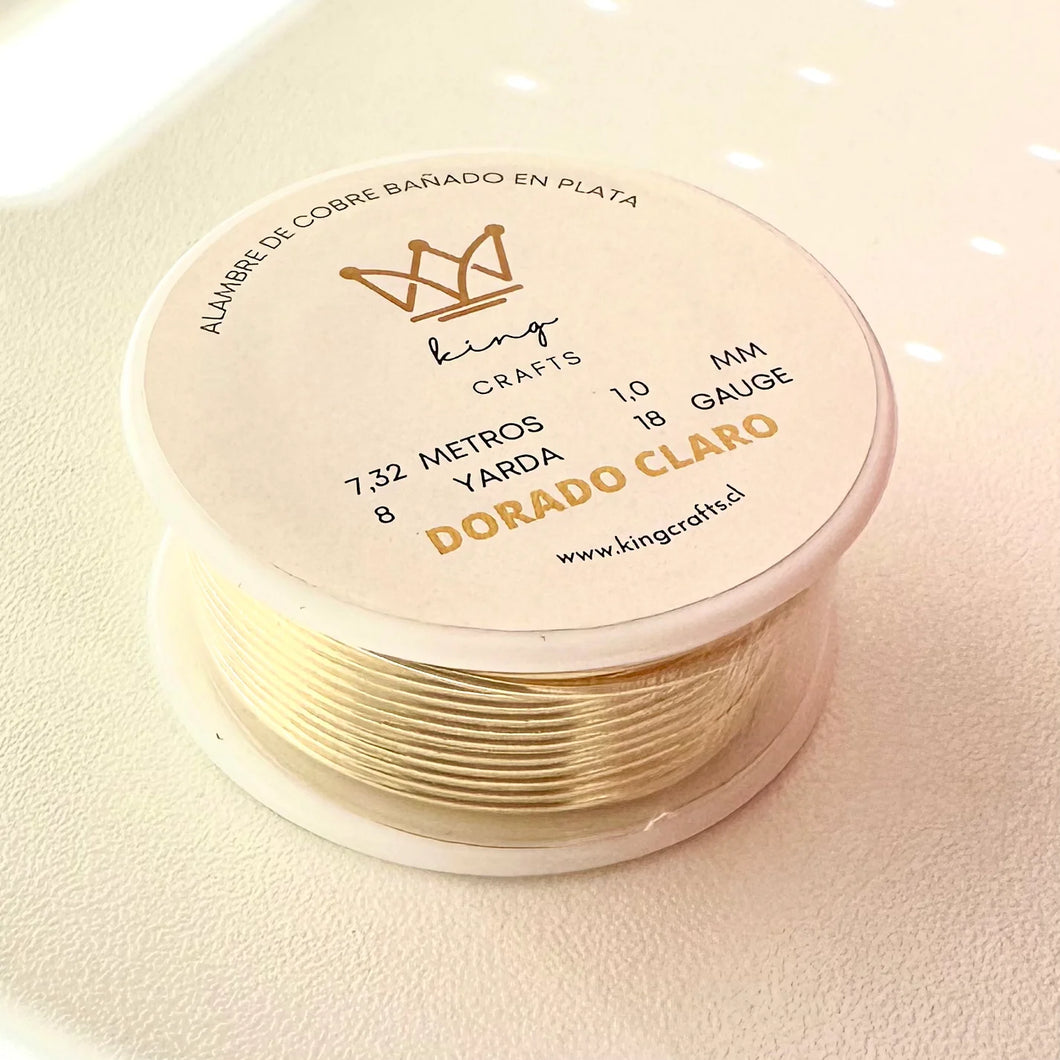 ALAMBRE DE COBRE BAÑADO EN PLATA
king
CRAFTS
7,32 METROS 1,0 MM
8 YARDA 18 GAUGE
DORADO CLARO
www.kingcrafts.cl